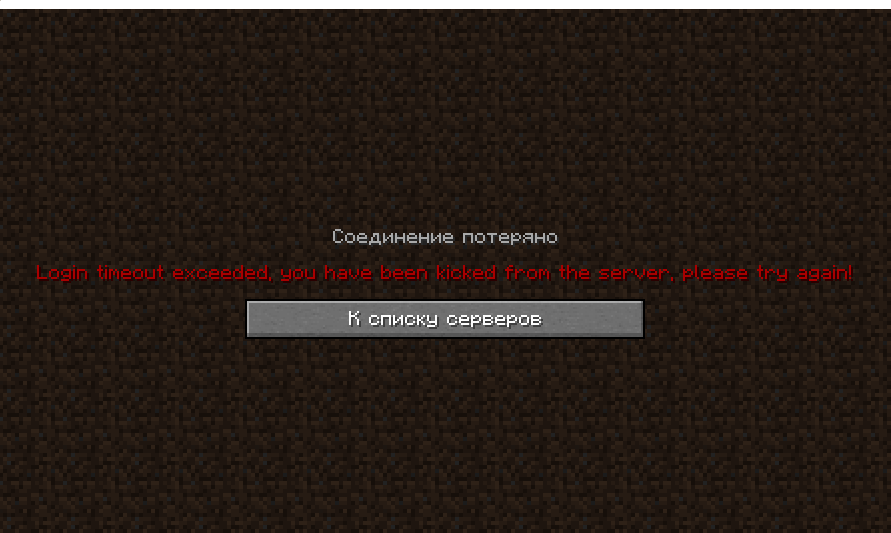 Соединение потеряно
Login timeout exceeded, you have been kicked from the server, please try again!
К списку серверов